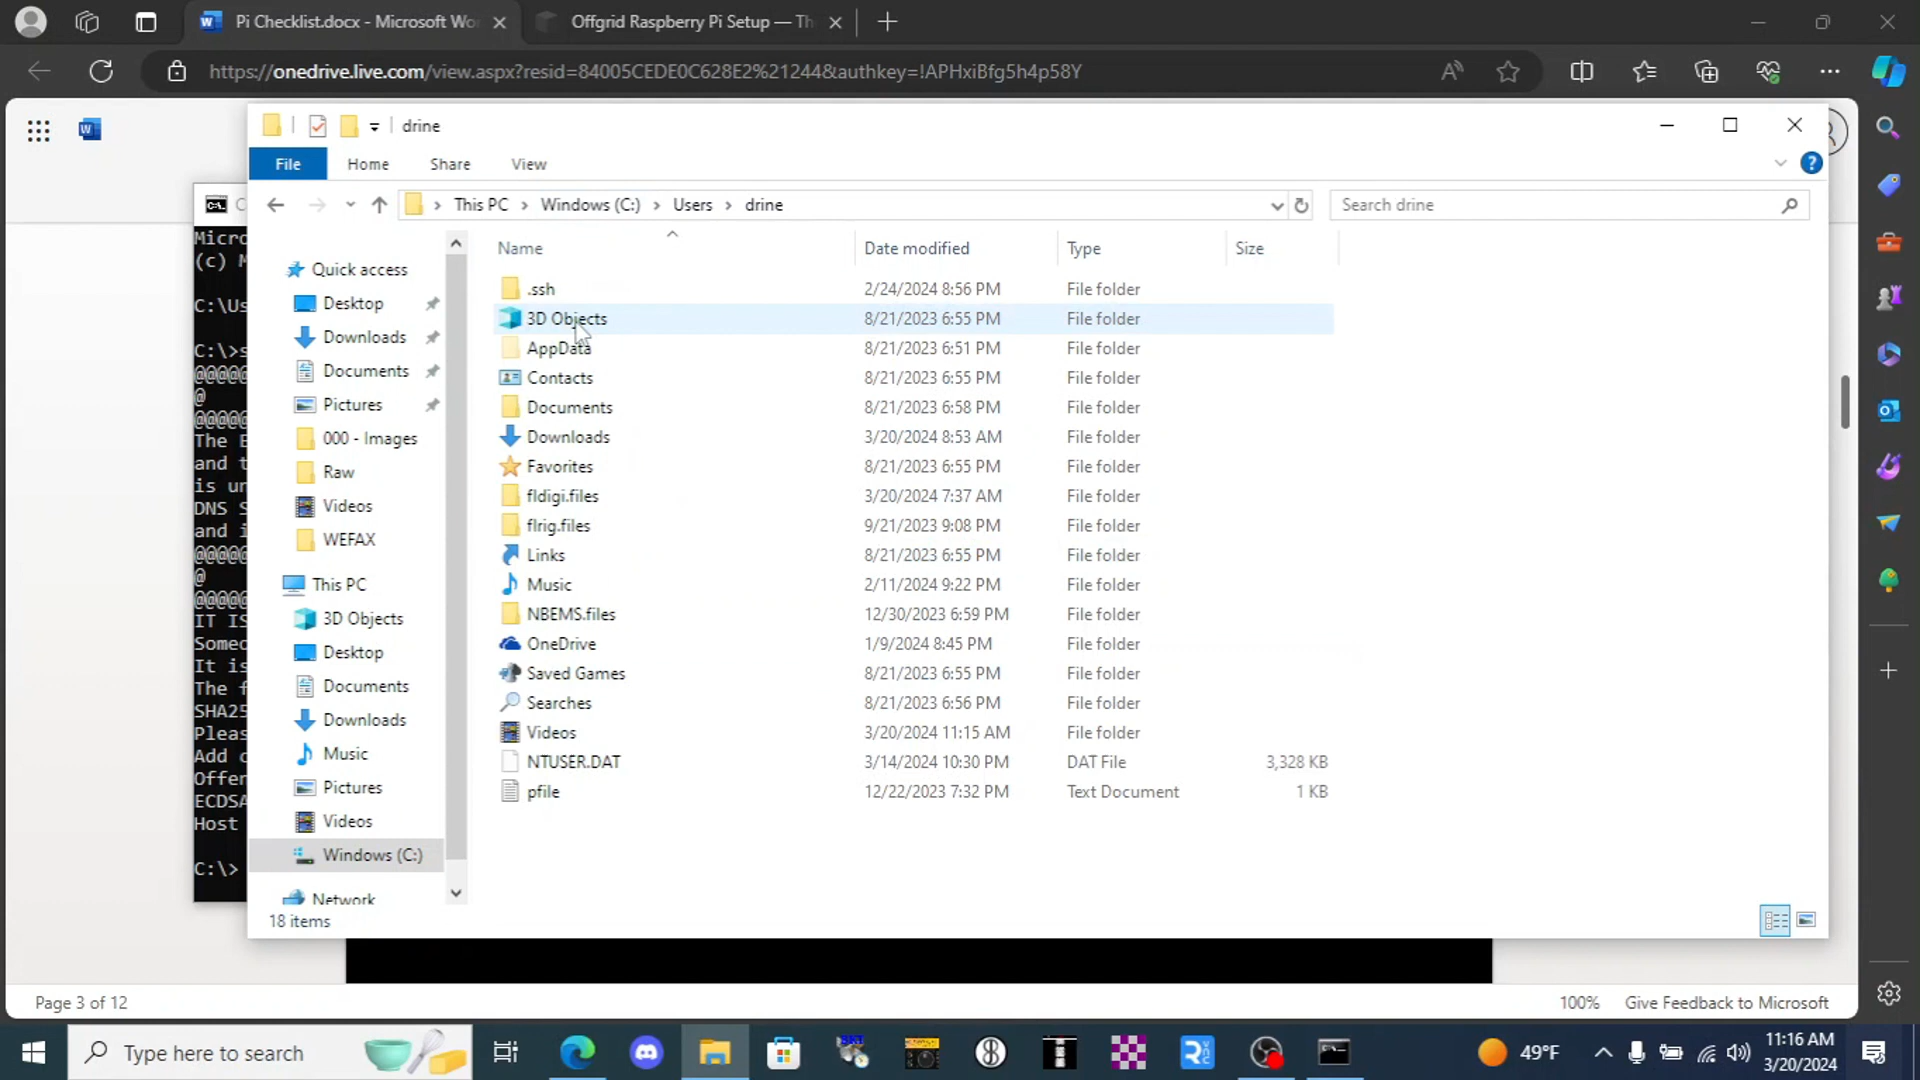 Pi Checklist.docx - Microsoft Wo
Offgrid Raspberry Pi Setup — Th
https://onedrive.live.com/view.aspx?resid=84005CEDE0C628E2%21244&authkey=!APHxiBfg5h4p58Y
drine
File
Home
Share
View
This PC > Windows (C:) > Users > drine
Search drine
Name
Date modified
Type
Size
Quick access
Desktop
Downloads
Documents
Pictures
000 - Images
Raw
Videos
WEFAX
This PC
3D Objects
Desktop
Documents
Downloads
Music
Pictures
Videos
Windows (C:)
Network
.ssh 2/24/2024 8:56 PM File folder
3D Objects 8/21/2023 6:55 PM File folder
AppData 8/21/2023 6:51 PM File folder
Contacts 8/21/2023 6:55 PM File folder
Documents 8/21/2023 6:58 PM File folder
Downloads 3/20/2024 8:53 AM File folder
Favorites 8/21/2023 6:55 PM File folder
fldigi.files 3/20/2024 7:37 AM File folder
flrig.files 9/21/2023 9:08 PM File folder
Links 8/21/2023 6:55 PM File folder
Music 2/11/2024 9:22 PM File folder
NBEMS.files 12/30/2023 6:59 PM File folder
OneDrive 1/9/2024 8:45 PM File folder
Saved Games 8/21/2023 6:55 PM File folder
Searches 8/21/2023 6:56 PM File folder
Videos 3/20/2024 11:15 AM File folder
NTUSER.DAT 3/14/2024 10:30 PM DAT File 3,328 KB
pfile 12/22/2023 7:32 PM Text Document 1 KB
18 items
C
Micro
(c) M
C:\Us
C:\>s
@@@@@
@
@@@@@
The E
and t
is un
DNS S
and i
@@@@@
@
@@@@@
IT IS
Someo
It is
The f
SHA25
Pleas
Add c
Offen
ECDSA
Host
C:\>
Page 3 of 12
100%
Give Feedback to Microsoft
Type here to search
49°F
11:16 AM
3/20/2024